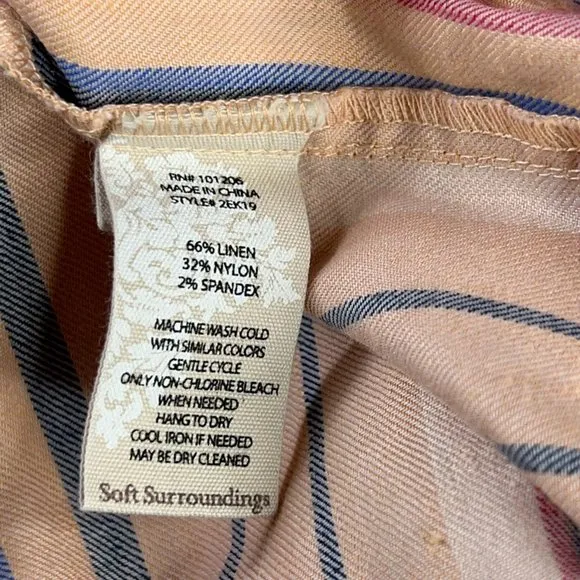 RN# 101206
MADE IN CHINA
STYLE# 2EK19
66% LINEN
32% NYLON
2% SPANDEX
MACHINE WASH COLD
WITH SIMILAR COLORS
GENTLE CYCLE
ONLY NON-CHLORINE BLEACH
WHEN NEEDED
HANG TO DRY
COOL IRON IF NEEDED
MAY BE DRY CLEANED
Soft Surroundings